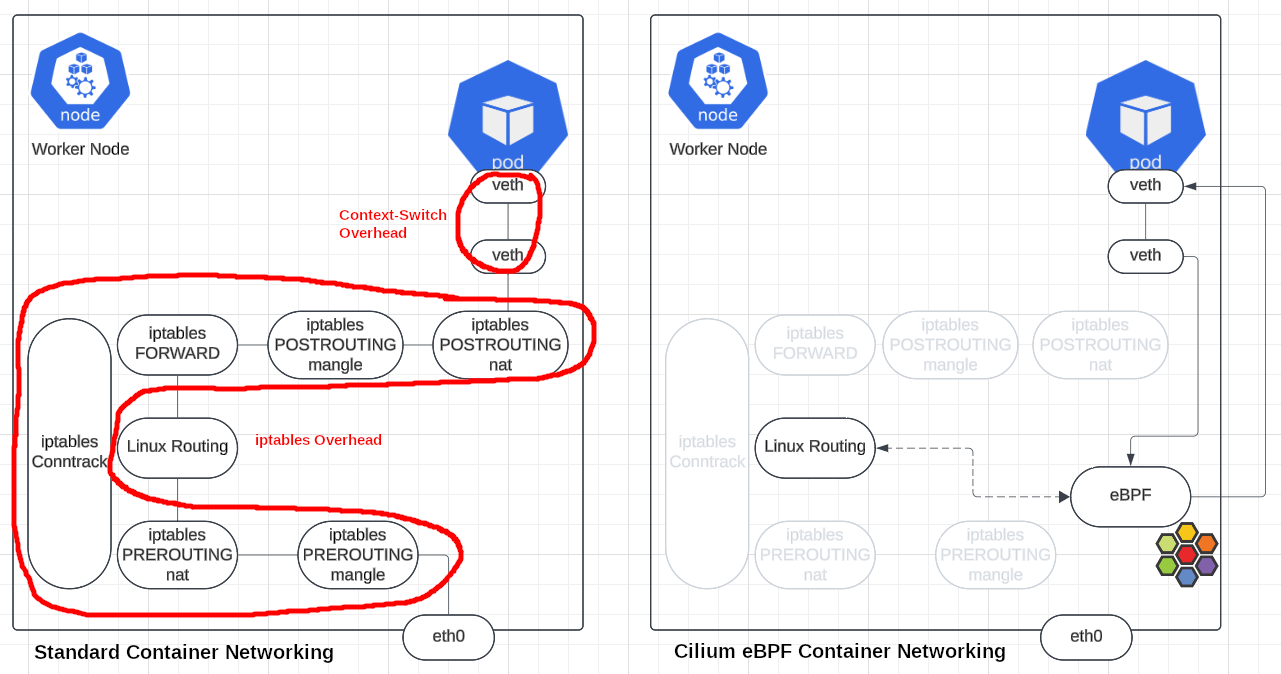 node
Worker Node
pod
veth
Context-Switch
Overhead
veth
iptables
FORWARD
iptables
POSTROUTING
mangle
iptables
POSTROUTING
nat
iptables
Conntrack
Linux Routing
iptables Overhead
iptables
PREROUTING
nat
iptables
PREROUTING
mangle
eth0
Standard Container Networking
node
Worker Node
pod
veth
veth
iptables
FORWARD
iptables
POSTROUTING
mangle
iptables
POSTROUTING
nat
iptables
Conntrack
Linux Routing
eBPF
iptables
PREROUTING
nat
iptables
PREROUTING
mangle
eth0
Cilium eBPF Container Networking